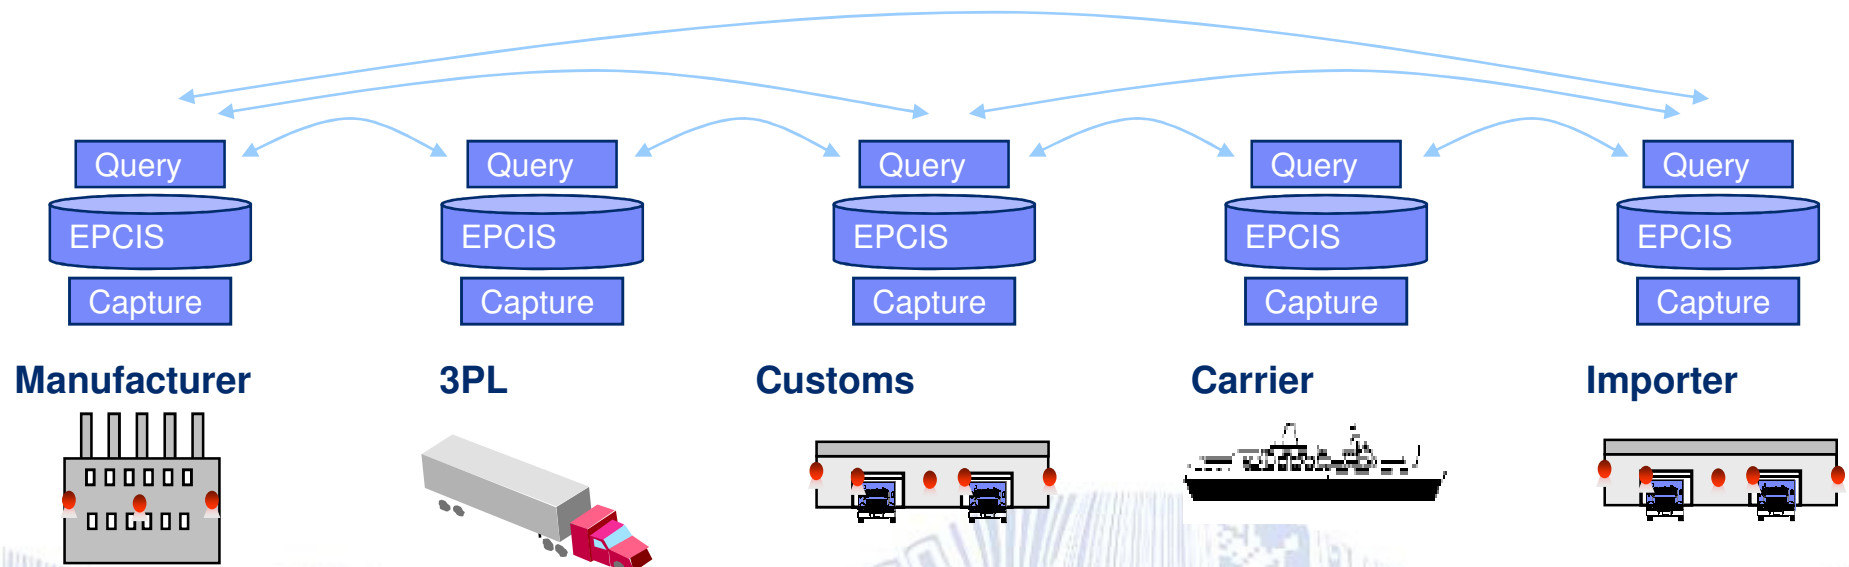 Query Query Query Query Query
EPCIS EPCIS EPCIS EPCIS EPCIS
Capture Capture Capture Capture Capture
Manufacturer 3PL Customs Carrier Importer